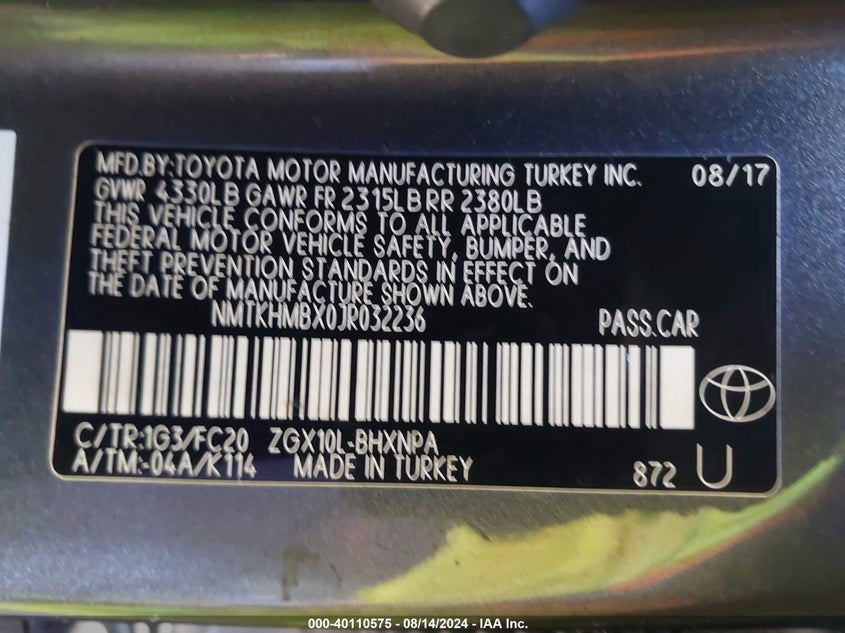 MFD.BY:TOYOTA MOTOR MANUFACTURING TURKEY INC. 08/17
GVWR 4330LB GAWR FR 2315LB RR 2380LB
THIS VEHICLE CONFORMS TO ALL APPLICABLE
FEDERAL MOTOR VEHICLE SAFETY, BUMPER, AND
THEFT PREVENTION STANDARDS IN EFFECT ON
THE DATE OF MANUFACTURE SHOWN ABOVE.
NMTKHMBX0JR032236 PASS.CAR
C/TR:1G3/FC20 ZGX10L-BHXNPA
A/TM:-04A/K114 MADE IN TURKEY 872 U
000-40110575 - 08/14/2024 - IAA Inc.